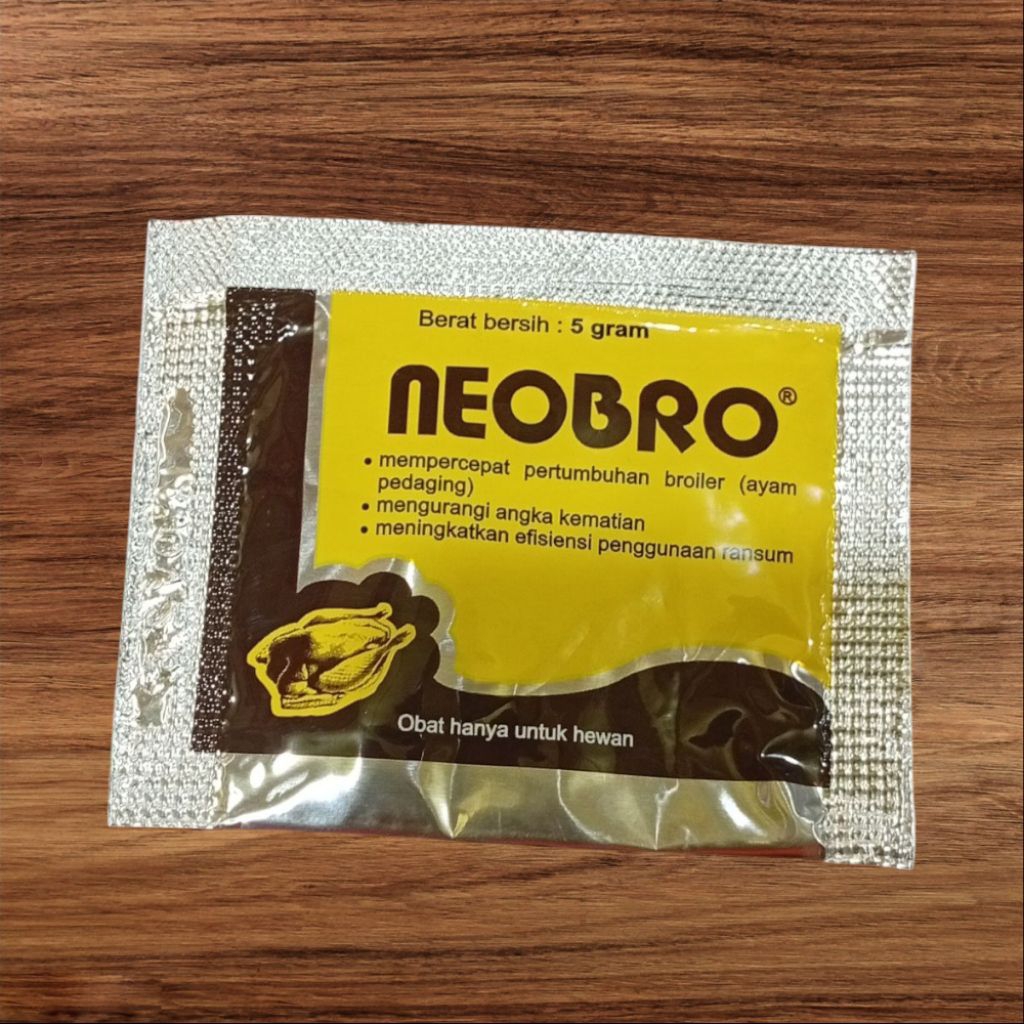 Berat bersih : 5 gram
NEOBRO®
• mempercepat pertumbuhan broiler (ayam
pedaging)
• mengurangi angka kematian
• meningkatkan efisiensi penggunaan ransum
Obat hanya untuk hewan